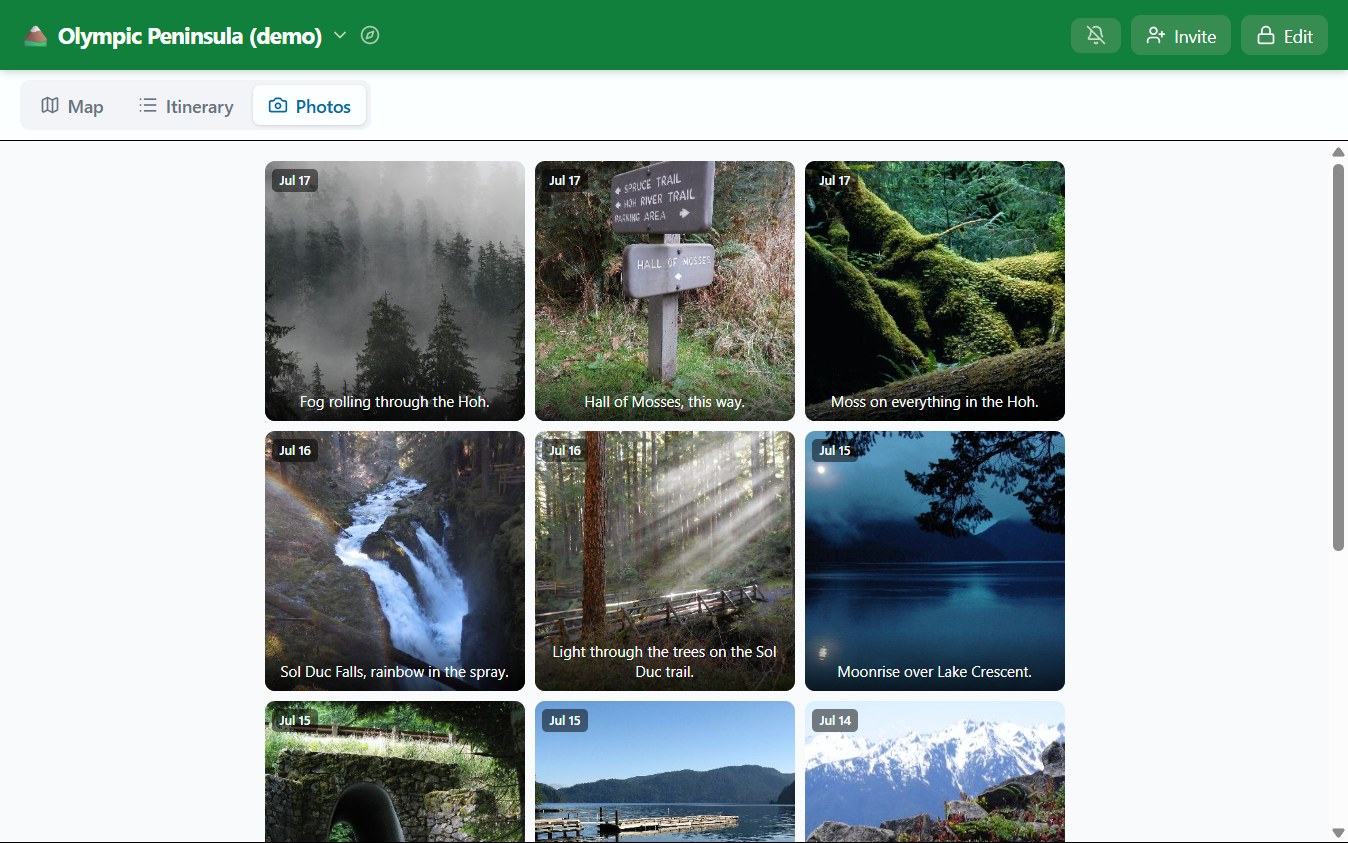 Olympic Peninsula (demo)
Invite
Edit
Map
Itinerary
Photos
Jul 17
Fog rolling through the Hoh.
Jul 17
SPRUCE TRAIL
HOH RIVER TRAIL
PARKING AREA
HALL OF MOSSES
Hall of Mosses, this way.
Jul 17
Moss on everything in the Hoh.
Jul 16
Sol Duc Falls, rainbow in the spray.
Jul 16
Light through the trees on the Sol
Duc trail.
Jul 15
Moonrise over Lake Crescent.
Jul 15
Jul 15
Jul 14